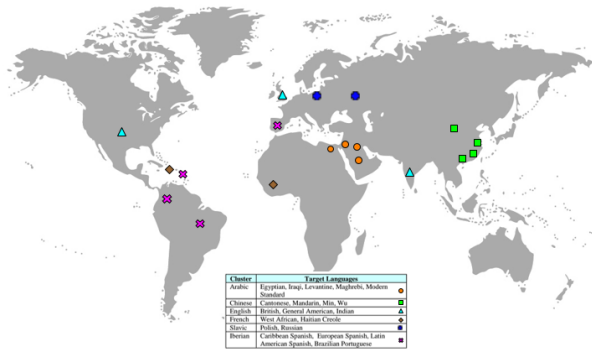 Cluster Target Languages
Arabic Egyptian, Iraqi, Levantine, Maghrebi, Modern
Standard
Chinese Cantonese, Mandarin, Min, Wu
English British, General American, Indian
French West African, Haitian Creole
Slavic Polish, Russian
Iberian Caribbean Spanish, European Spanish, Latin
American Spanish, Brazilian Portuguese